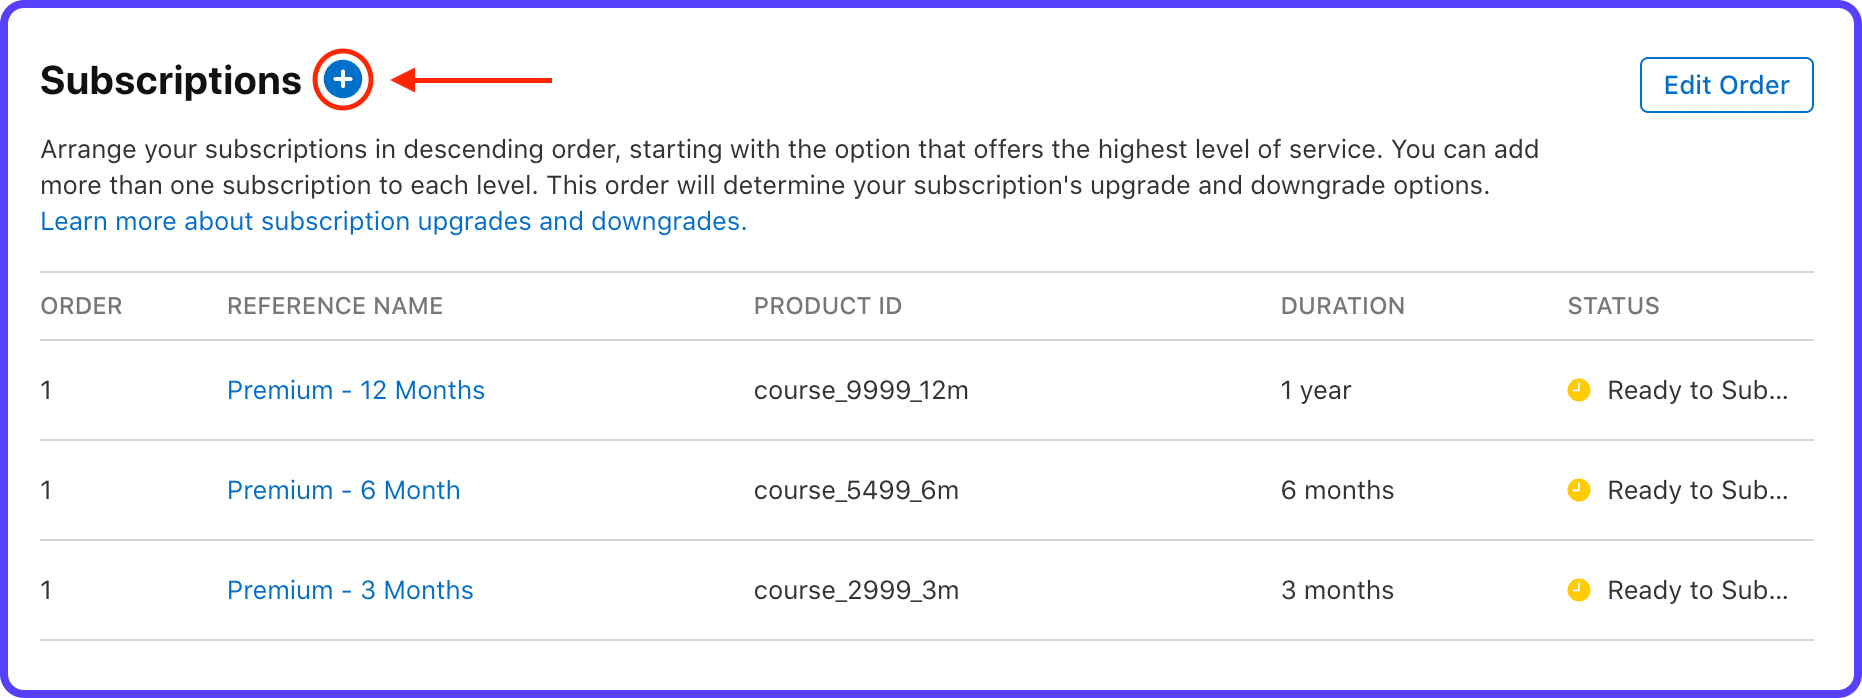 Subscriptions
Edit Order
Arrange your subscriptions in descending order, starting with the option that offers the highest level of service. You can add
more than one subscription to each level. This order will determine your subscription's upgrade and downgrade options.
Learn more about subscription upgrades and downgrades.
ORDER REFERENCE NAME PRODUCT ID DURATION STATUS
1 Premium - 12 Months course_9999_12m 1 year Ready to Sub...
1 Premium - 6 Month course_5499_6m 6 months Ready to Sub...
1 Premium - 3 Months course_2999_3m 3 months Ready to Sub...